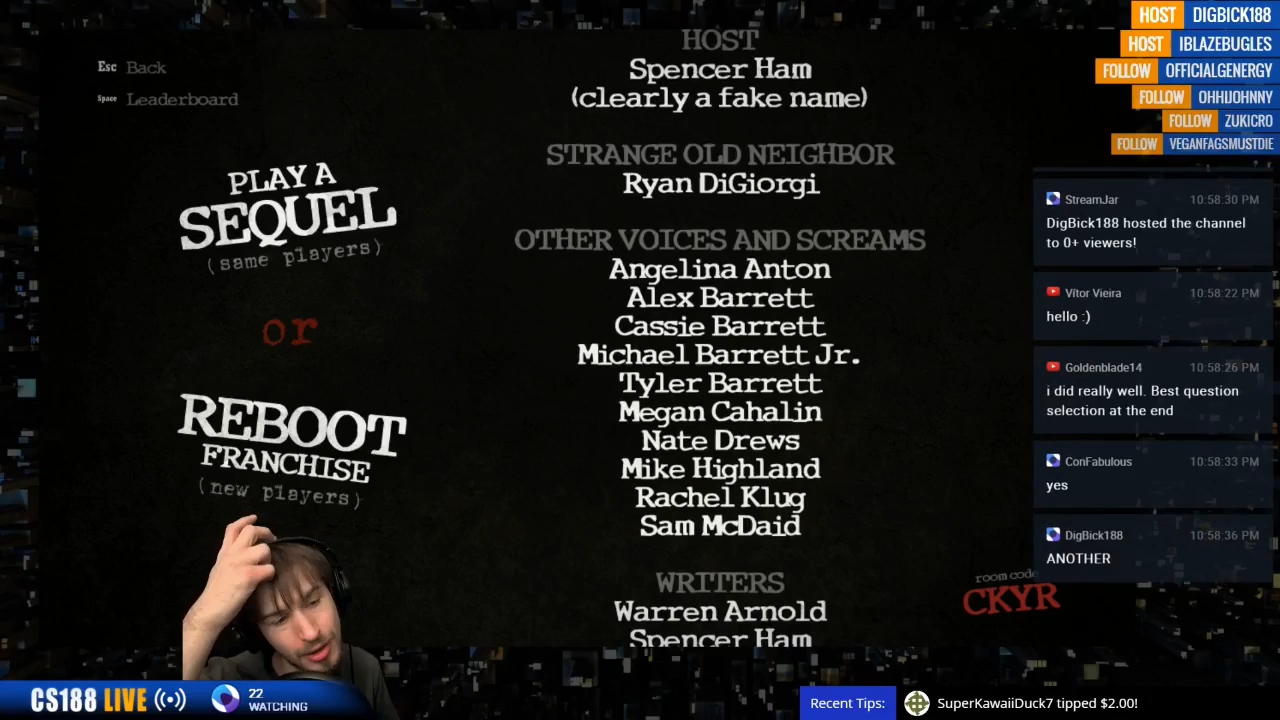 Esc Back
Space Leaderboard
PLAY A
SEQUEL
(same players)
or
REBOOT
FRANCHISE
(new players)
HOST
Spencer Ham
(clearly a fake name)
STRANGE OLD NEIGHBOR
Ryan DiGiorgi
OTHER VOICES AND SCREAMS
Angelina Anton
Alex Barrett
Cassie Barrett
Michael Barrett Jr.
Tyler Barrett
Megan Cahalin
Nate Drews
Mike Highland
Rachel Klug
Sam McDaid
WRITERS
Warren Arnold
Spencer Ham
room code
CKYR
HOST DIGBICK188
HOST IBLAZEBUGLES
FOLLOW OFFICIALGENERGY
FOLLOW OHHIJOHNNY
FOLLOW ZUKICRO
FOLLOW VEGANFAGSMUSTDIE
StreamJar 10:58:30 PM
DigBick188 hosted the channel
to 0+ viewers!
Vítor Vieira 10:58:22 PM
hello :)
Goldenblade14 10:58:26 PM
i did really well. Best question
selection at the end
ConFabulous 10:58:33 PM
yes
DigBick188 10:58:36 PM
ANOTHER
CS188 LIVE
22
WATCHING
Recent Tips: SuperKawaiiDuck7 tipped $2.00!